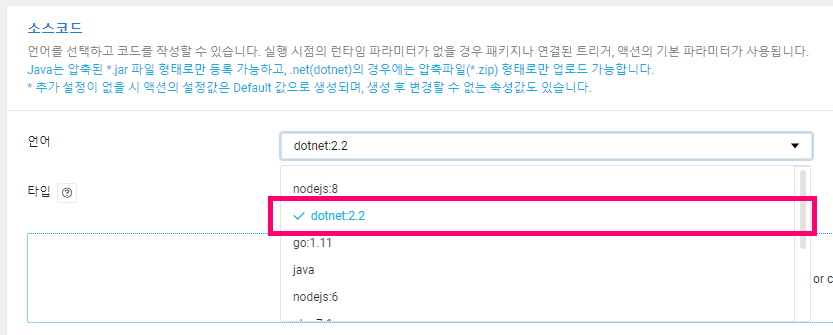 소스코드
언어를 선택하고 코드를 작성할 수 있습니다. 실행 시점의 런타임 파라미터가 없을 경우 패키지나 연결된 트리거, 액션의 기본 파라미터가 사용됩니다.
Java는 압축된 *.jar 파일 형태로만 등록 가능하고, .net(dotnet)의 경우에는 압축파일(*.zip) 형태로만 업로드 가능합니다.
* 추가 설정이 없을 시 액션의 설정값은 Default 값으로 생성되며, 생성 후 변경할 수 없는 속성값도 있습니다.
언어
dotnet:2.2
타입 ?
nodejs:8
dotnet:2.2
go:1.11
java
or c
nodejs:6